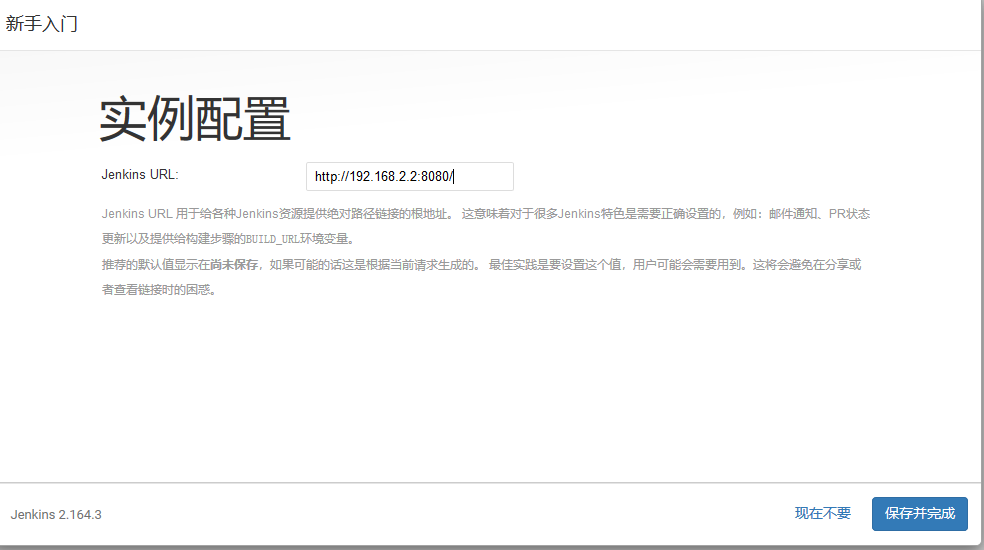 新手入门
实例配置
Jenkins URL:
http://192.168.2.2:8080/
Jenkins URL 用于给各种Jenkins资源提供绝对路径链接的根地址。 这意味着对于很多Jenkins特色是需要正确设置的，例如：邮件通知、PR状态
更新以及提供给构建步骤的BUILD_URL环境变量。
推荐的默认值显示在尚未保存，如果可能的话这是根据当前请求生成的。 最佳实践是要设置这个值，用户可能会需要用到。这将会避免在分享或
者查看链接时的困惑。
Jenkins 2.164.3
现在不要
保存并完成